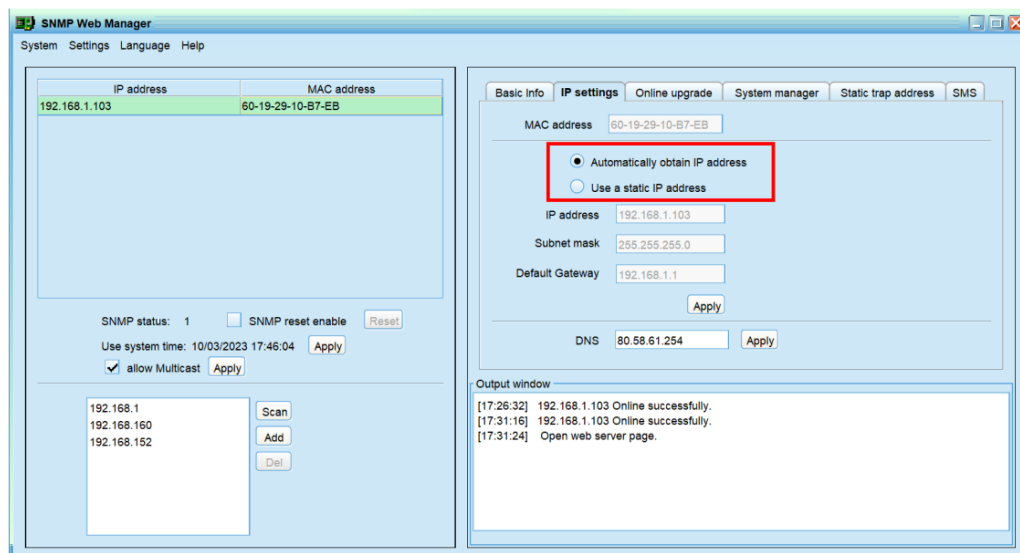 SNMP Web Manager
System Settings Language Help
IP address MAC address
192.168.1.103 60-19-29-10-B7-EB
SNMP status: 1 SNMP reset enable Reset
Use system time: 10/03/2023 17:46:04 Apply
allow Multicast Apply
192.168.1
192.168.160
192.168.152
Scan
Add
Del
Basic Info IP settings Online upgrade System manager Static trap address SMS
MAC address 60-19-29-10-B7-EB
Automatically obtain IP address
Use a static IP address
IP address 192.168.1.103
Subnet mask 255.255.255.0
Default Gateway 192.168.1.1
Apply
DNS 80.58.61.254 Apply
Output window
[17:26:32] 192.168.1.103 Online successfully.
[17:31:16] 192.168.1.103 Online successfully.
[17:31:24] Open web server page.